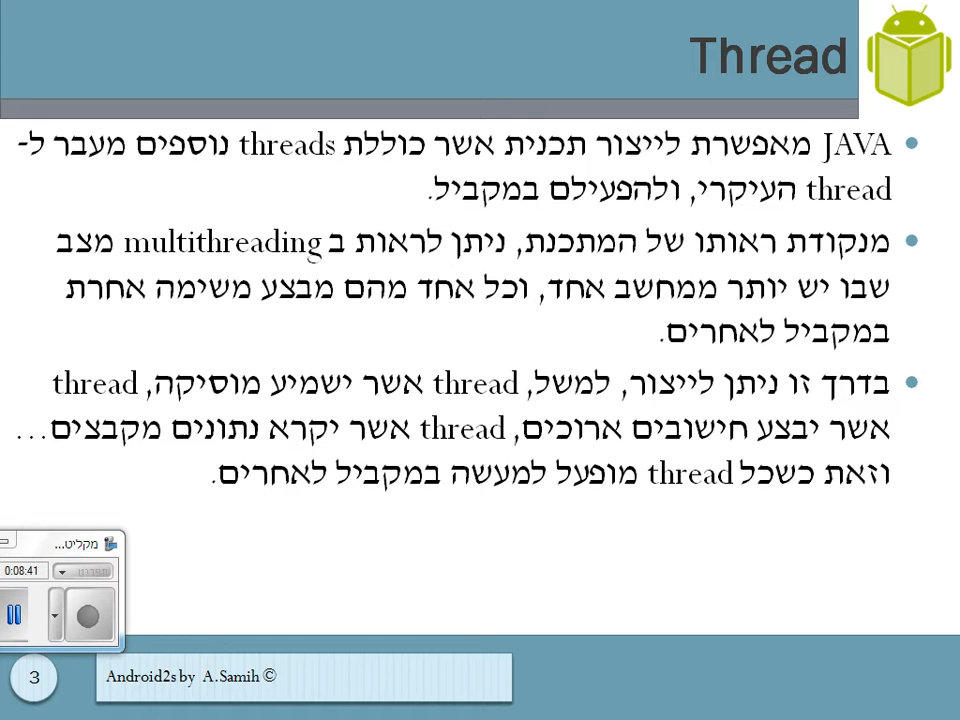 Thread
JAVA מאפשרת לייצור תכנית אשר כוללת threads נוספים מעבר ל-
thread העיקרי, ולהפעילם במקביל.
מנקודת ראותו של המתכנת, ניתן לראות ב multithreading מצב
שבו יש יותר ממחשב אחד, וכל אחד מהם מבצע משימה אחרת
במקביל לאחרים.
בדרך זו ניתן לייצור, למשל, thread אשר ישמיע מוסיקה, thread
אשר יבצע חישובים ארוכים, thread אשר יקרא נתונים מקבצים...
וזאת כשכל thread מופעל למעשה במקביל לאחרים.
מקליט...
0:08:41
תפריט
3
Android2s by A.Samih ©